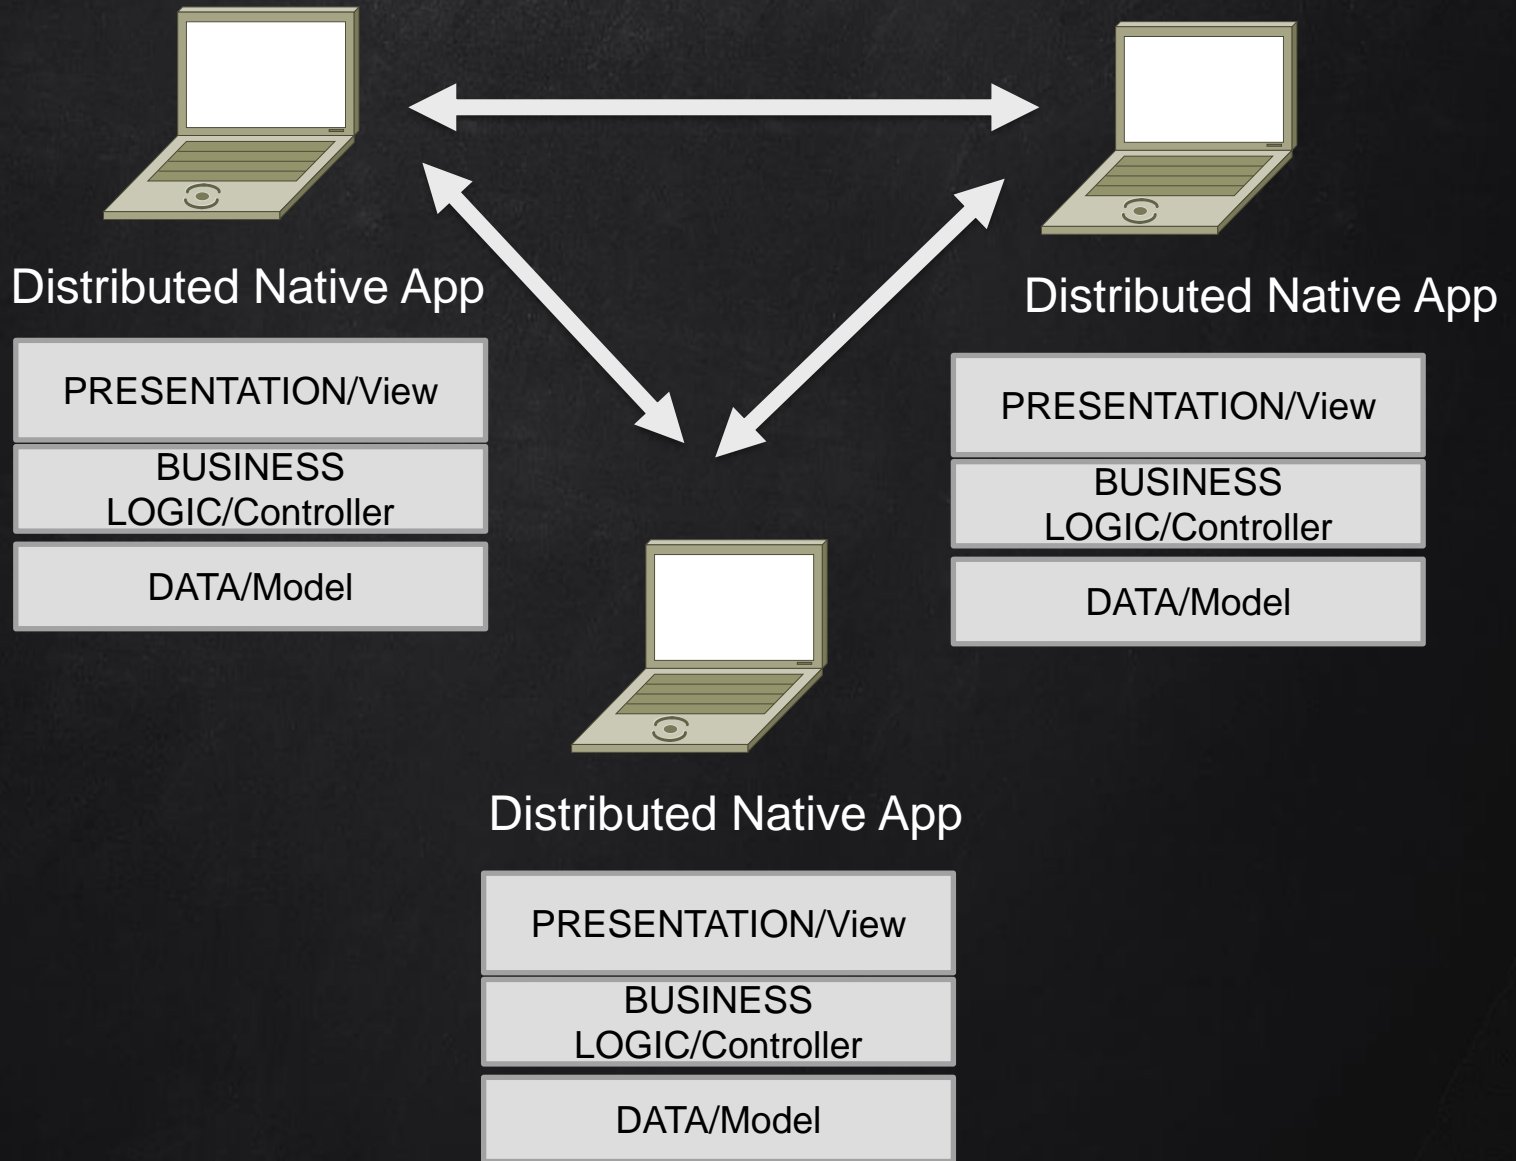 Distributed Native App
PRESENTATION/View
BUSINESS
LOGIC/Controller
DATA/Model
Distributed Native App
PRESENTATION/View
BUSINESS
LOGIC/Controller
DATA/Model
Distributed Native App
PRESENTATION/View
BUSINESS
LOGIC/Controller
DATA/Model